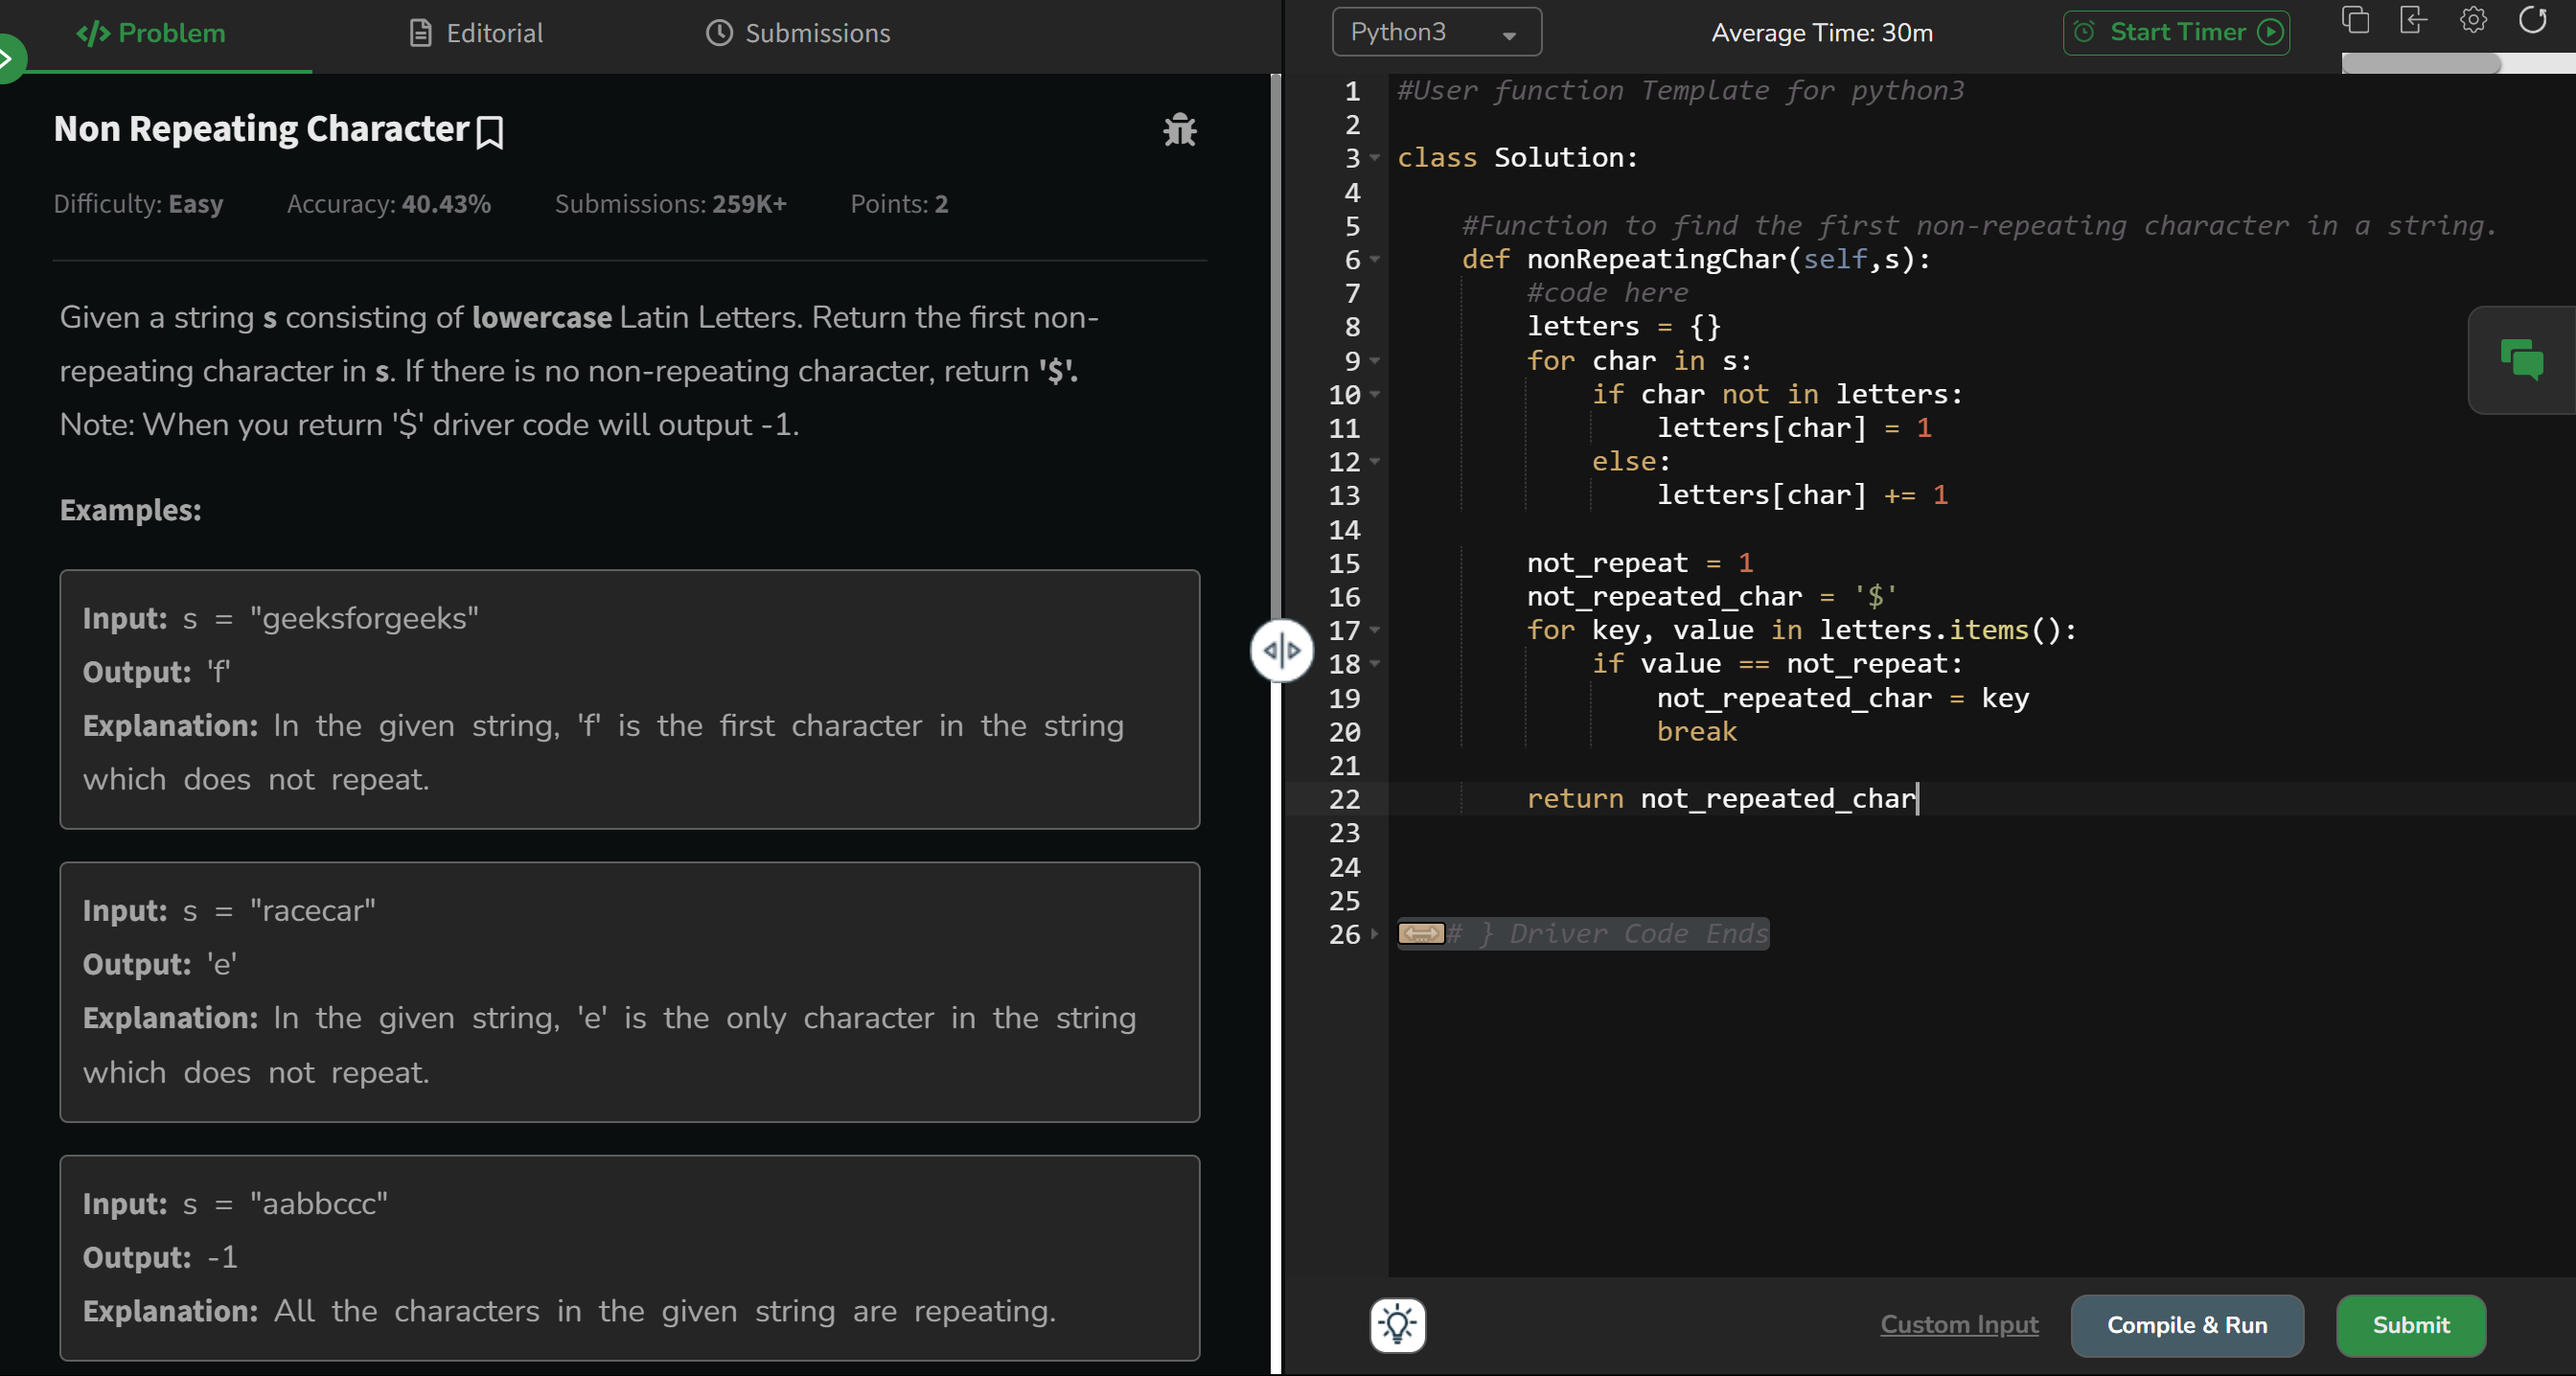 </> Problem
Editorial
Submissions
Non Repeating Character
Difficulty: Easy Accuracy: 40.43% Submissions: 259K+ Points: 2
Given a string s consisting of lowercase Latin Letters. Return the first non-
repeating character in s. If there is no non-repeating character, return '$'.
Note: When you return '$' driver code will output -1.
Examples:
Input: s = "geeksforgeeks"
Output: 'f'
Explanation: In the given string, 'f' is the first character in the string
which does not repeat.
Input: s = "racecar"
Output: 'e'
Explanation: In the given string, 'e' is the only character in the string
which does not repeat.
Input: s = "aabbccc"
Output: -1
Explanation: All the characters in the given string are repeating.
Python3
Average Time: 30m
Start Timer
1 #User function Template for python3
2
3 class Solution:
4
5     #Function to find the first non-repeating character in a string.
6     def nonRepeatingChar(self,s):
7         #code here
8         letters = {}
9         for char in s:
10             if char not in letters:
11                 letters[char] = 1
12             else:
13                 letters[char] += 1
14
15         not_repeat = 1
16         not_repeated_char = '$'
17         for key, value in letters.items():
18             if value == not_repeat:
19                 not_repeated_char = key
20                 break
21
22         return not_repeated_char
23
24
25
26 # } Driver Code Ends
Custom Input
Compile & Run
Submit